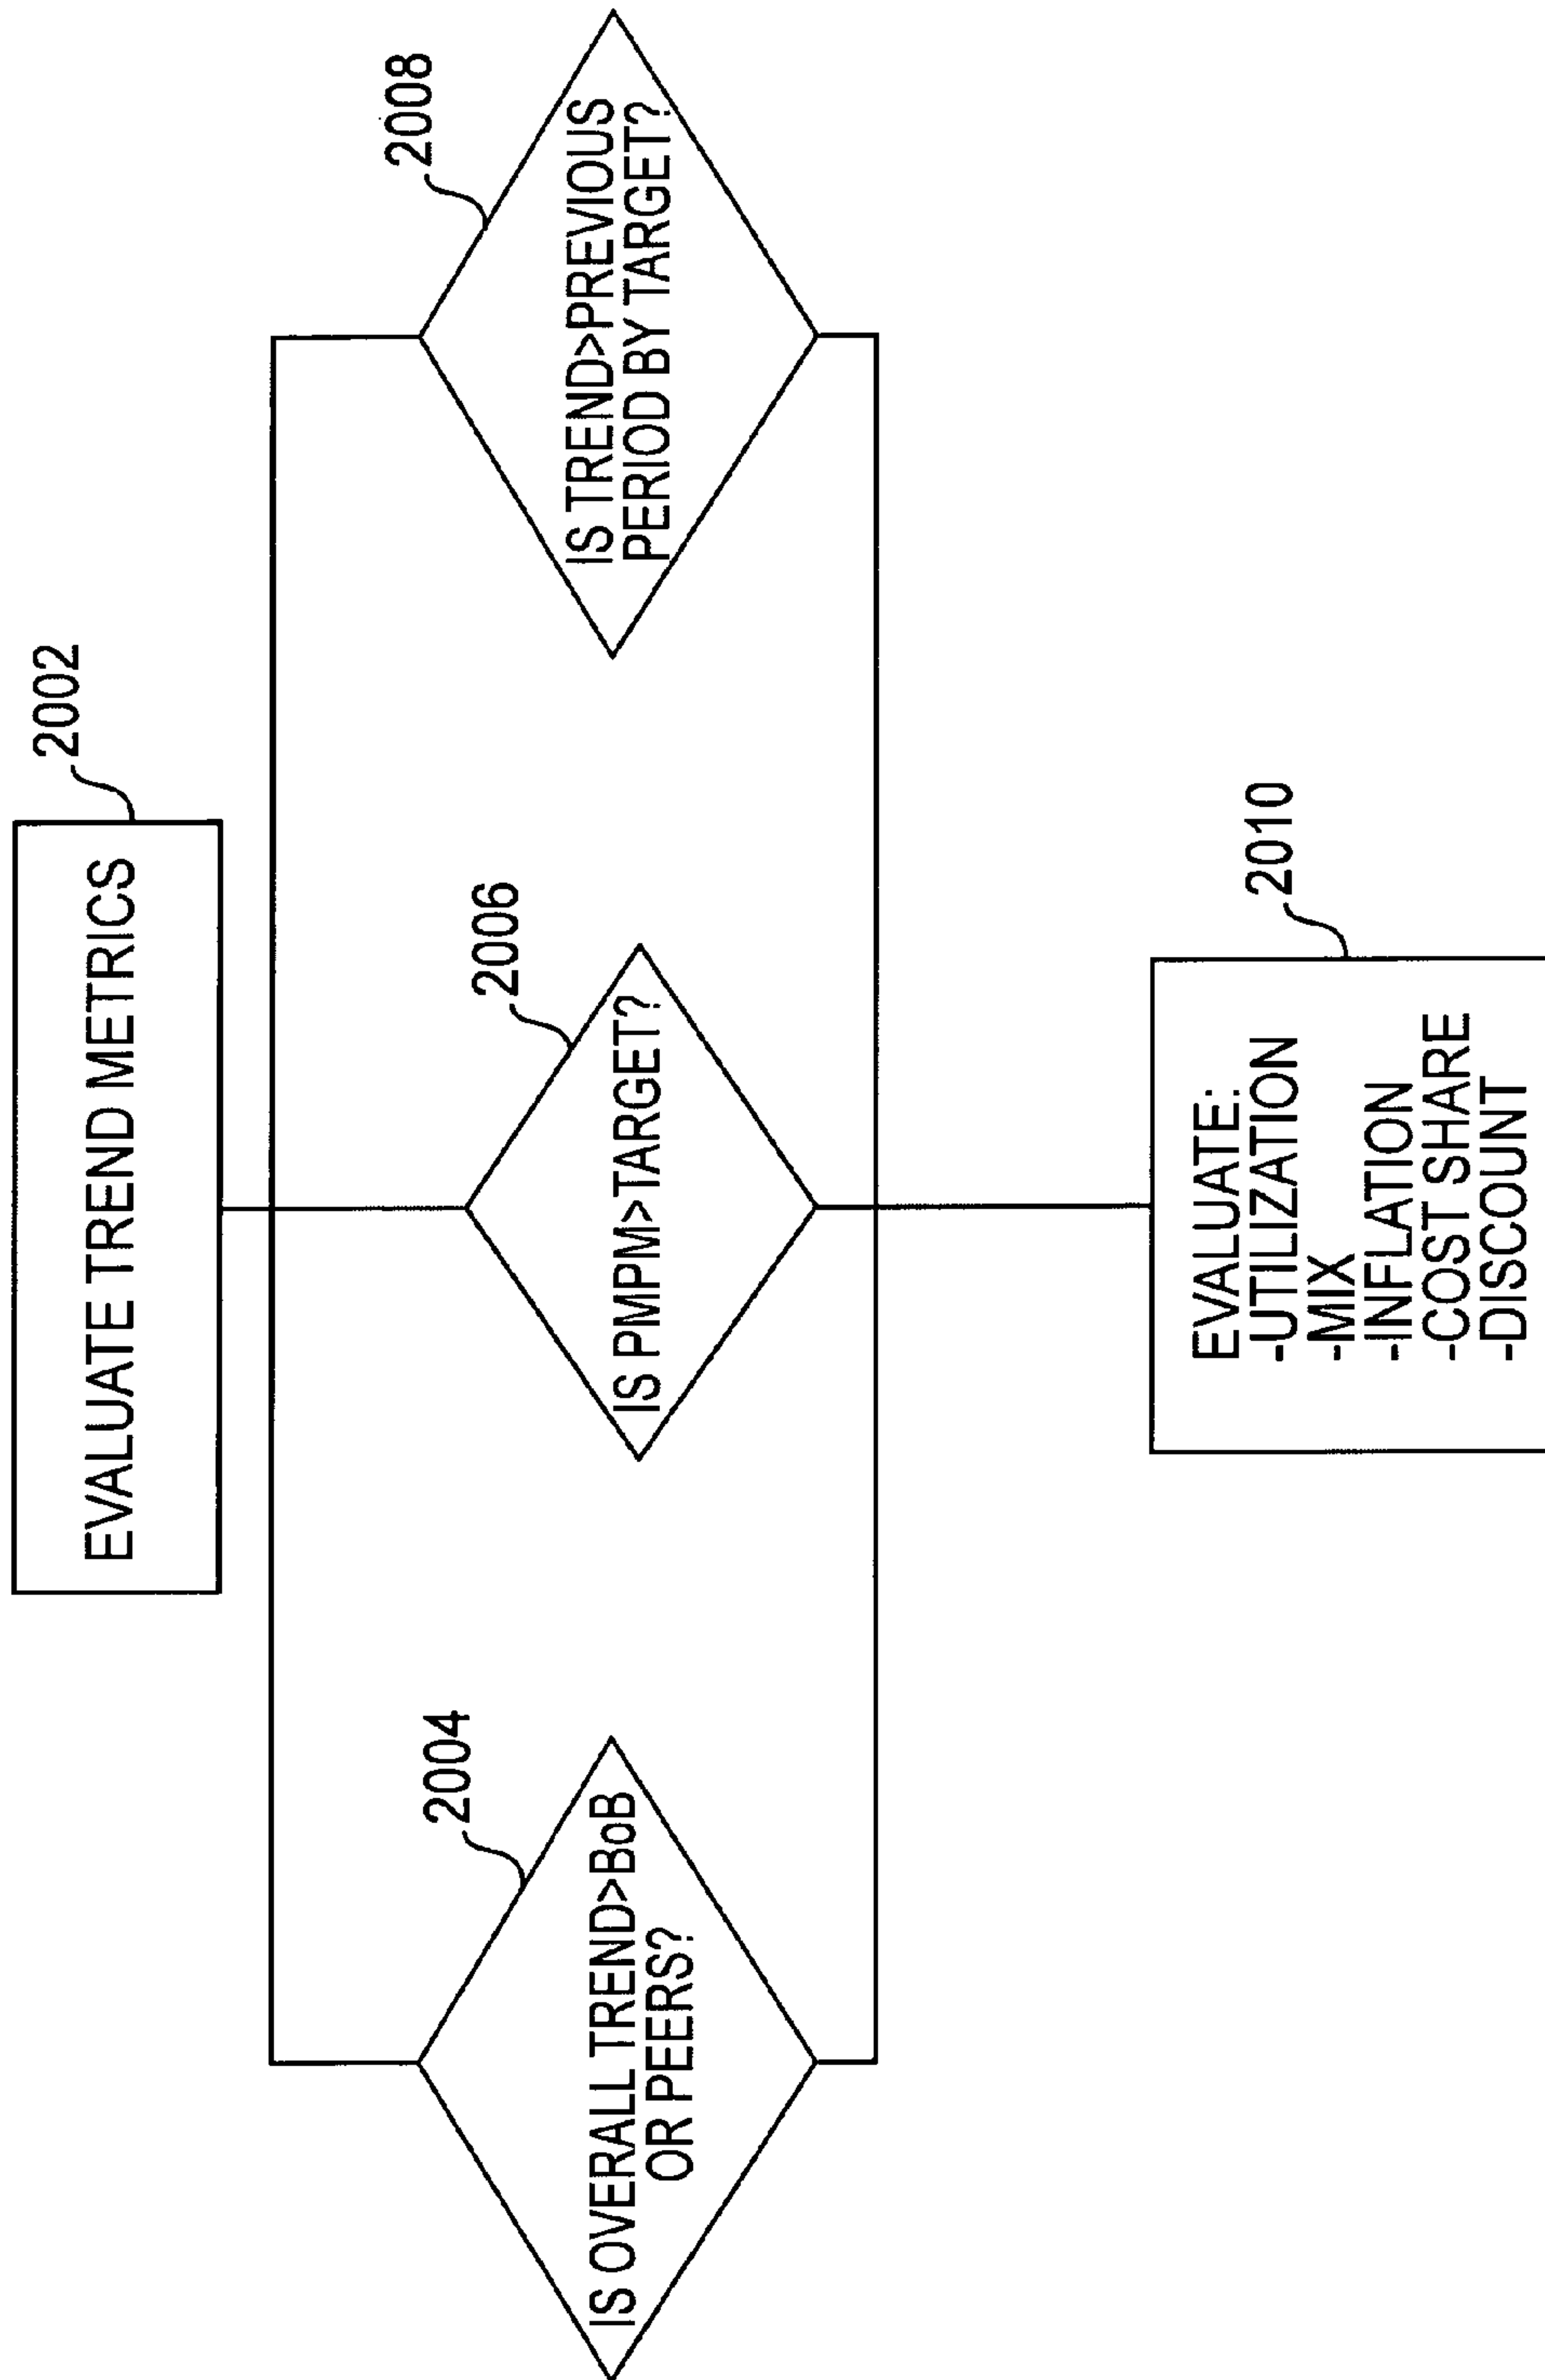 2002
EVALUATE TREND METRICS
2004
IS OVERALL TREND>BoB
OR PEERS?
2006
IS PMPM>TARGET?
2008
IS TREND>PREVIOUS
PERIOD BY TARGET?
2010
EVALUATE:
-UTILIZATION
-MIX
-INFLATION
-COST SHARE
-DISCOUNT